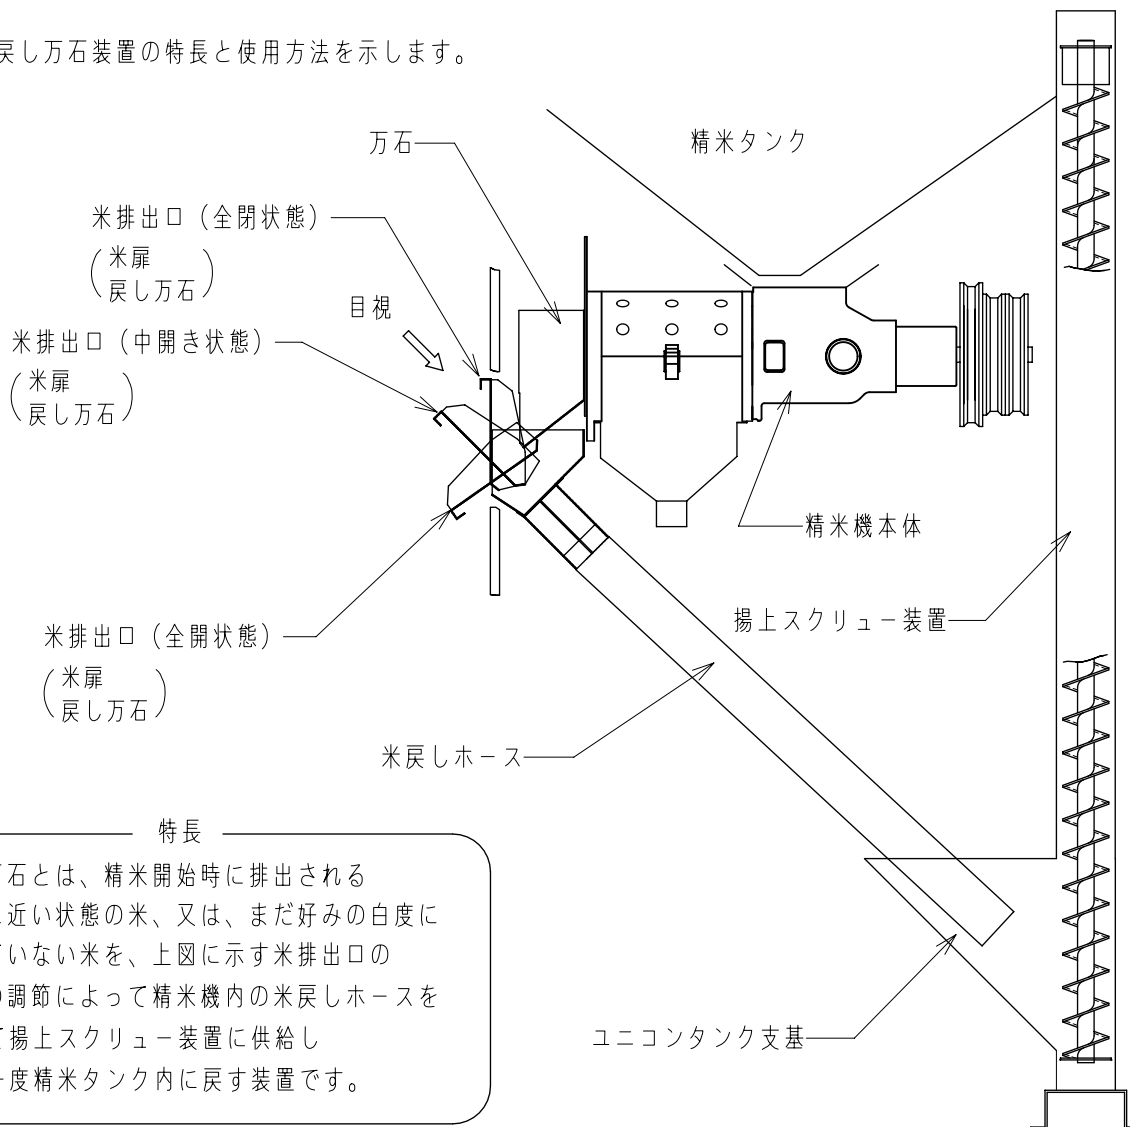 戻し万石装置の特長と使用方法を示します。
万石
精米タンク
米排出口（全閉状態）
（米扉
戻し万石）
目視
米排出口（中開き状態）
（米扉
戻し万石）
精米機本体
揚上スクリュー装置
米排出口（全開状態）
（米扉
戻し万石）
米戻しホース
特長
石とは、精米開始時に排出される
近い状態の米、又は、まだ好みの白度に
いない米を、上図に示す米排出口の
調節によって精米機内の米戻しホースを
揚上スクリュー装置に供給し
度精米タンク内に戻す装置です。
ユニコンタンク支基